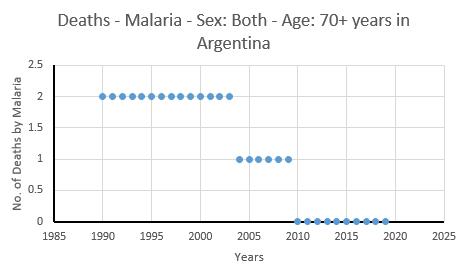 Deaths - Malaria - Sex: Both - Age: 70+ years in
Argentina
No. of Deaths by Malaria
2.5
2
1.5
1
0.5
0
1985 1990 1995 2000 2005 2010 2015 2020 2025
Years